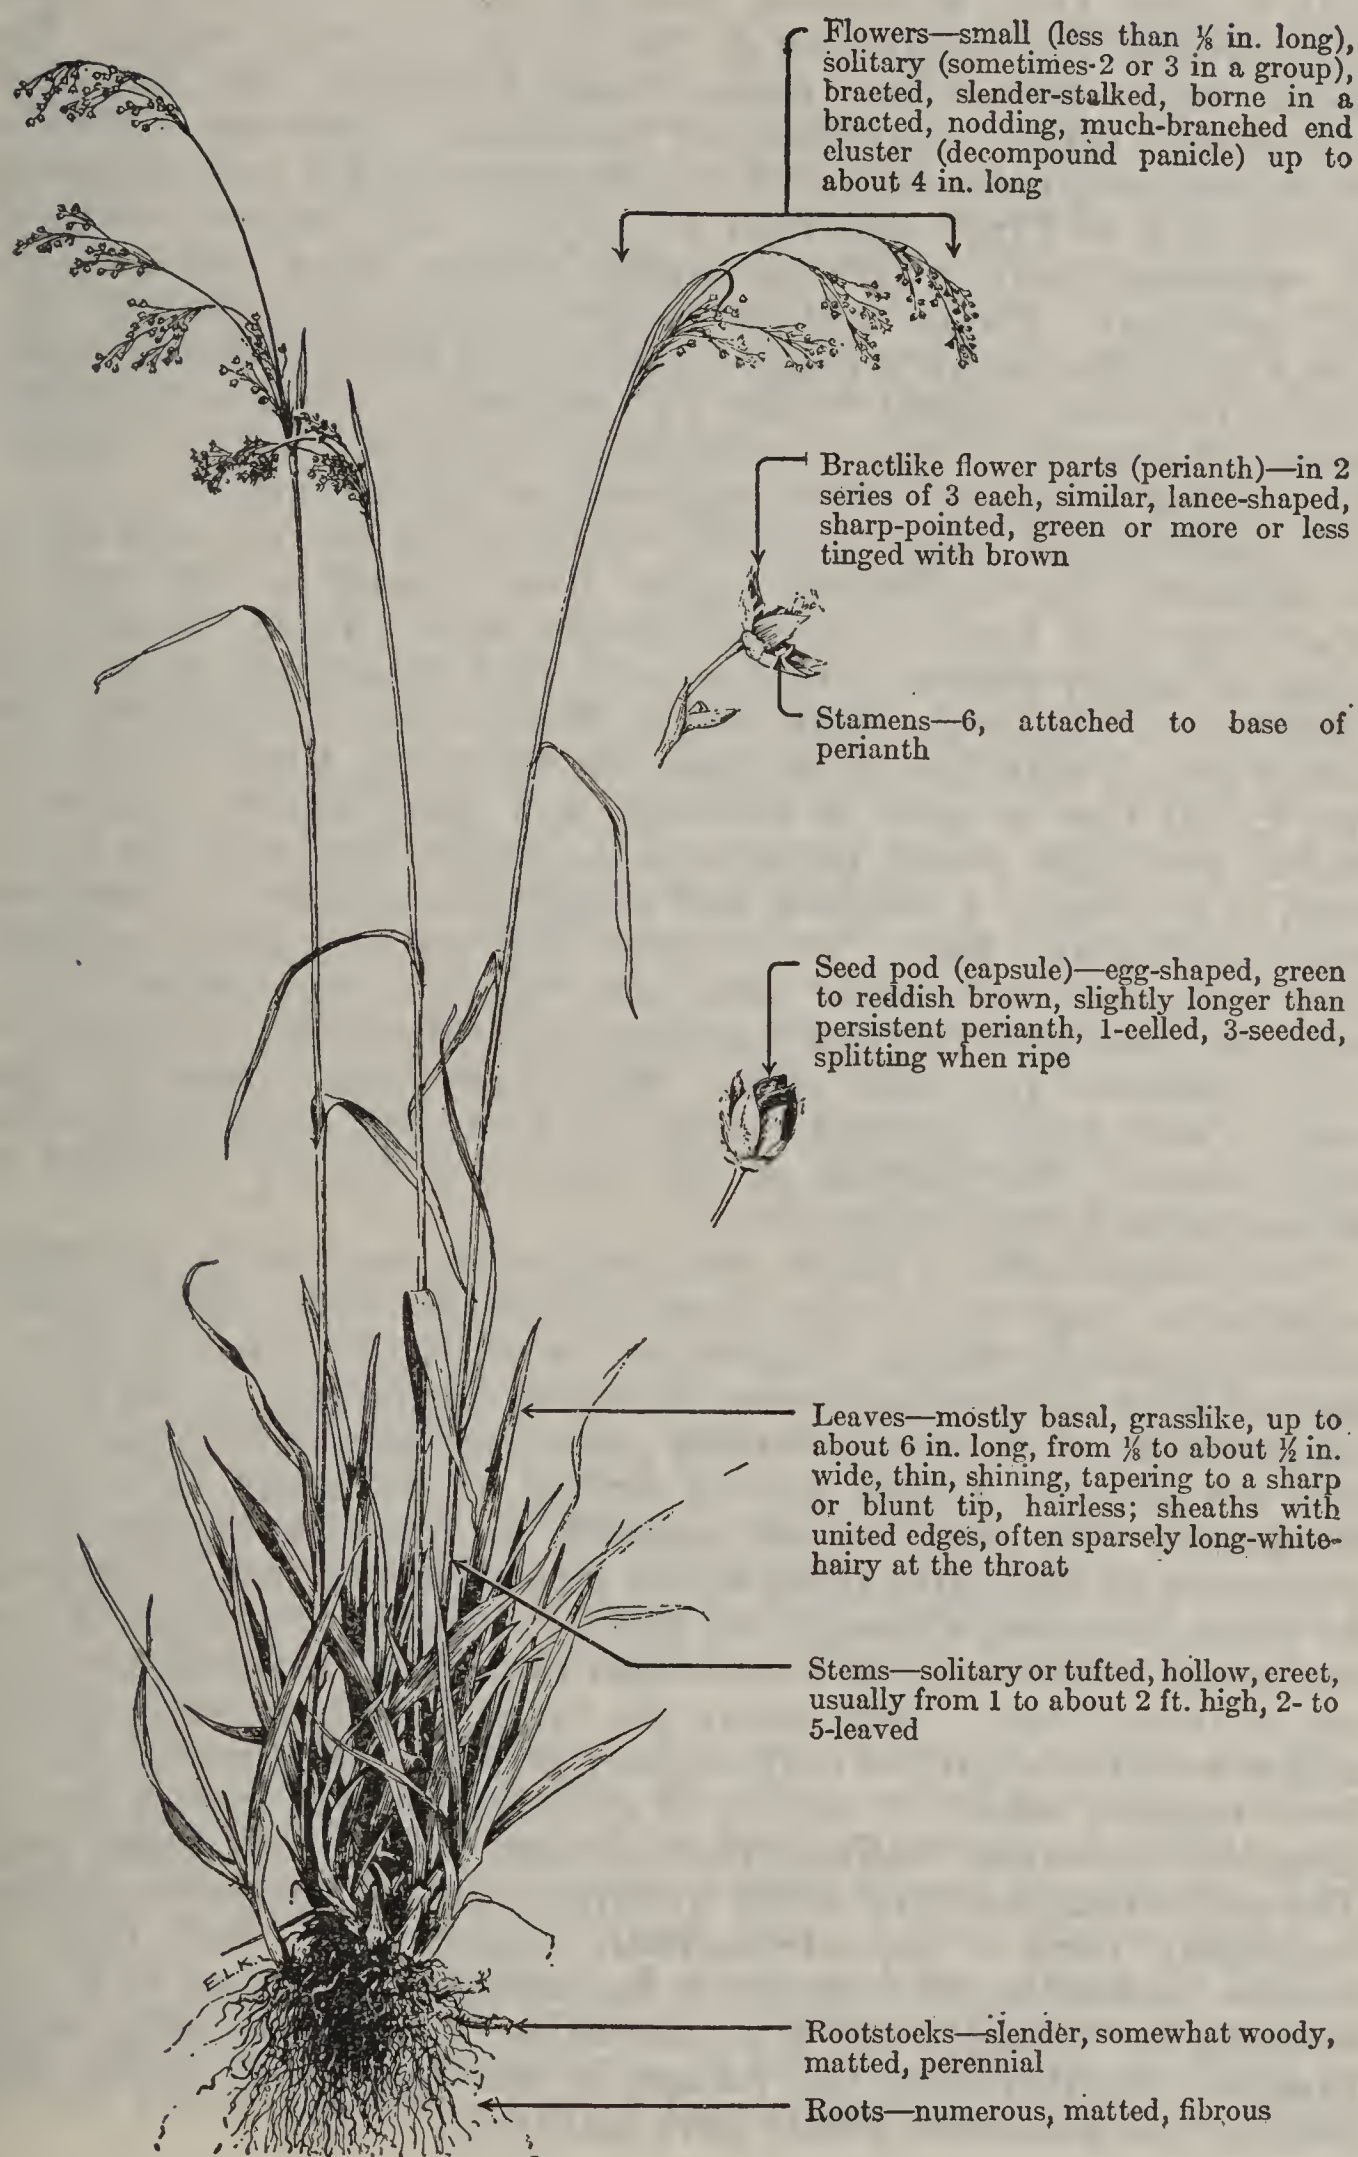 Flowers—small (less than ⅛ in. long),
solitary (sometimes 2 or 3 in a group),
bracted, slender-stalked, borne in a
bracted, nodding, much-branched end
cluster (decompound panicle) up to
about 4 in. long
Bractlike flower parts (perianth)—in 2
series of 3 each, similar, lance-shaped,
sharp-pointed, green or more or less
tinged with brown
Stamens—6, attached to base of
perianth
Seed pod (capsule)—egg-shaped, green
to reddish brown, slightly longer than
persistent perianth, 1-celled, 3-seeded,
splitting when ripe
Leaves—mostly basal, grasslike, up to
about 6 in. long, from ⅛ to about ½ in.
wide, thin, shining, tapering to a sharp
or blunt tip, hairless; sheaths with
united edges, often sparsely long-white-
hairy at the throat
Stems—solitary or tufted, hollow, erect,
usually from 1 to about 2 ft. high, 2- to
5-leaved
E.L.K.
Rootstocks—slender, somewhat woody,
matted, perennial
Roots—numerous, matted, fibrous